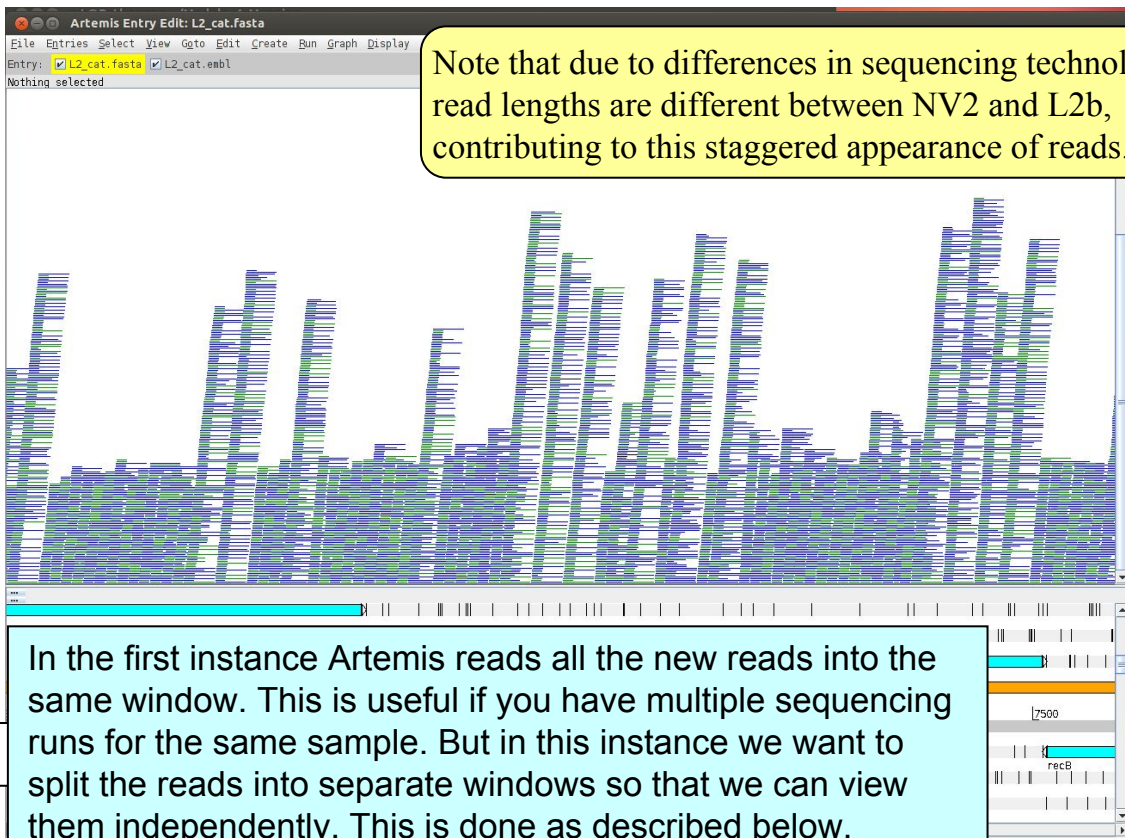 Artemis Entry Edit: L2_cat.fasta
File Entries Select View Goto Edit Create Run Graph Display
Entry: L2_cat.fasta L2_cat.embl
Nothing selected
Note that due to differences in sequencing technol
read lengths are different between NV2 and L2b,
contributing to this staggered appearance of reads.
In the first instance Artemis reads all the new reads into the
same window. This is useful if you have multiple sequencing
runs for the same sample. But in this instance we want to
split the reads into separate windows so that we can view
them independently. This is done as described below.
7500
recB